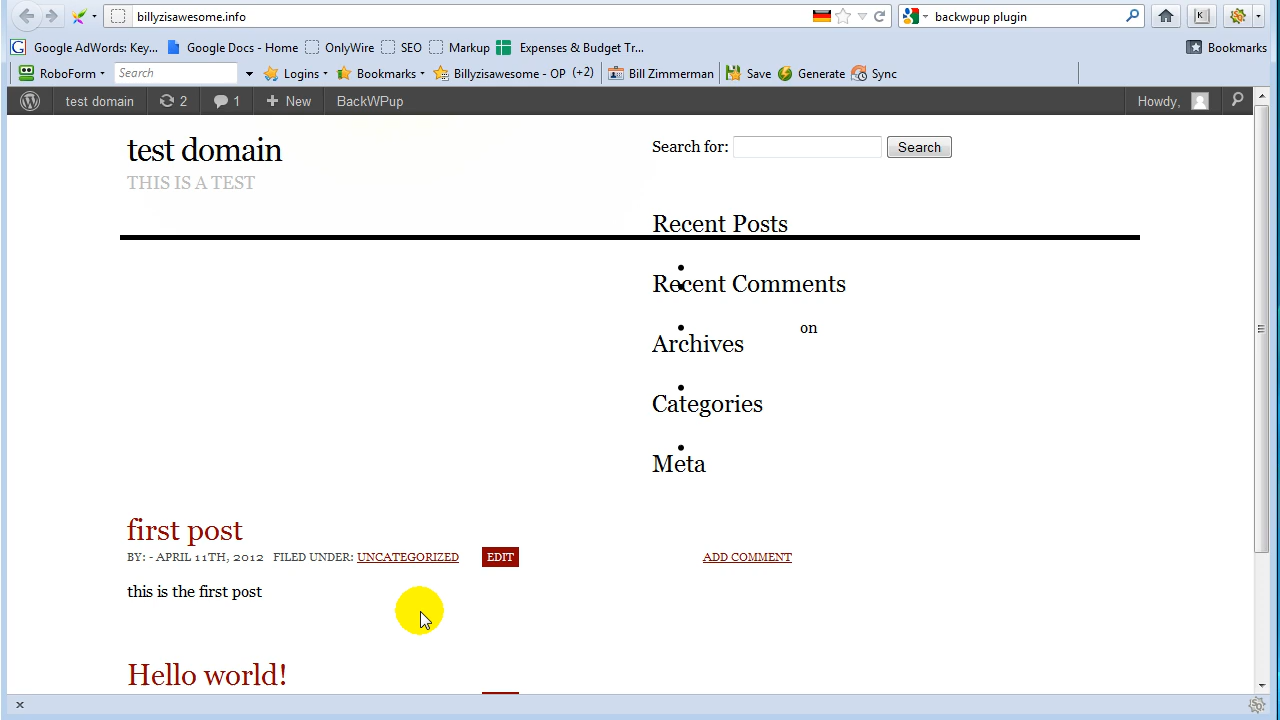 billyzisawesome.info
backwpup plugin
Google AdWords: Key...
Google Docs - Home
OnlyWire
SEO
Markup
Expenses & Budget Tr...
Bookmarks
RoboForm
Search
Logins
Bookmarks
Billyzisawesome - OP (+2)
Bill Zimmerman
Save
Generate
Sync
test domain
2
1
New
BackWPup
Howdy,
test domain
THIS IS A TEST
Search for:
Search
Recent Posts
Recent Comments
on
Archives
Categories
Meta
first post
BY: - APRIL 11TH, 2012 FILED UNDER: UNCATEGORIZED
EDIT
ADD COMMENT
this is the first post
Hello world!